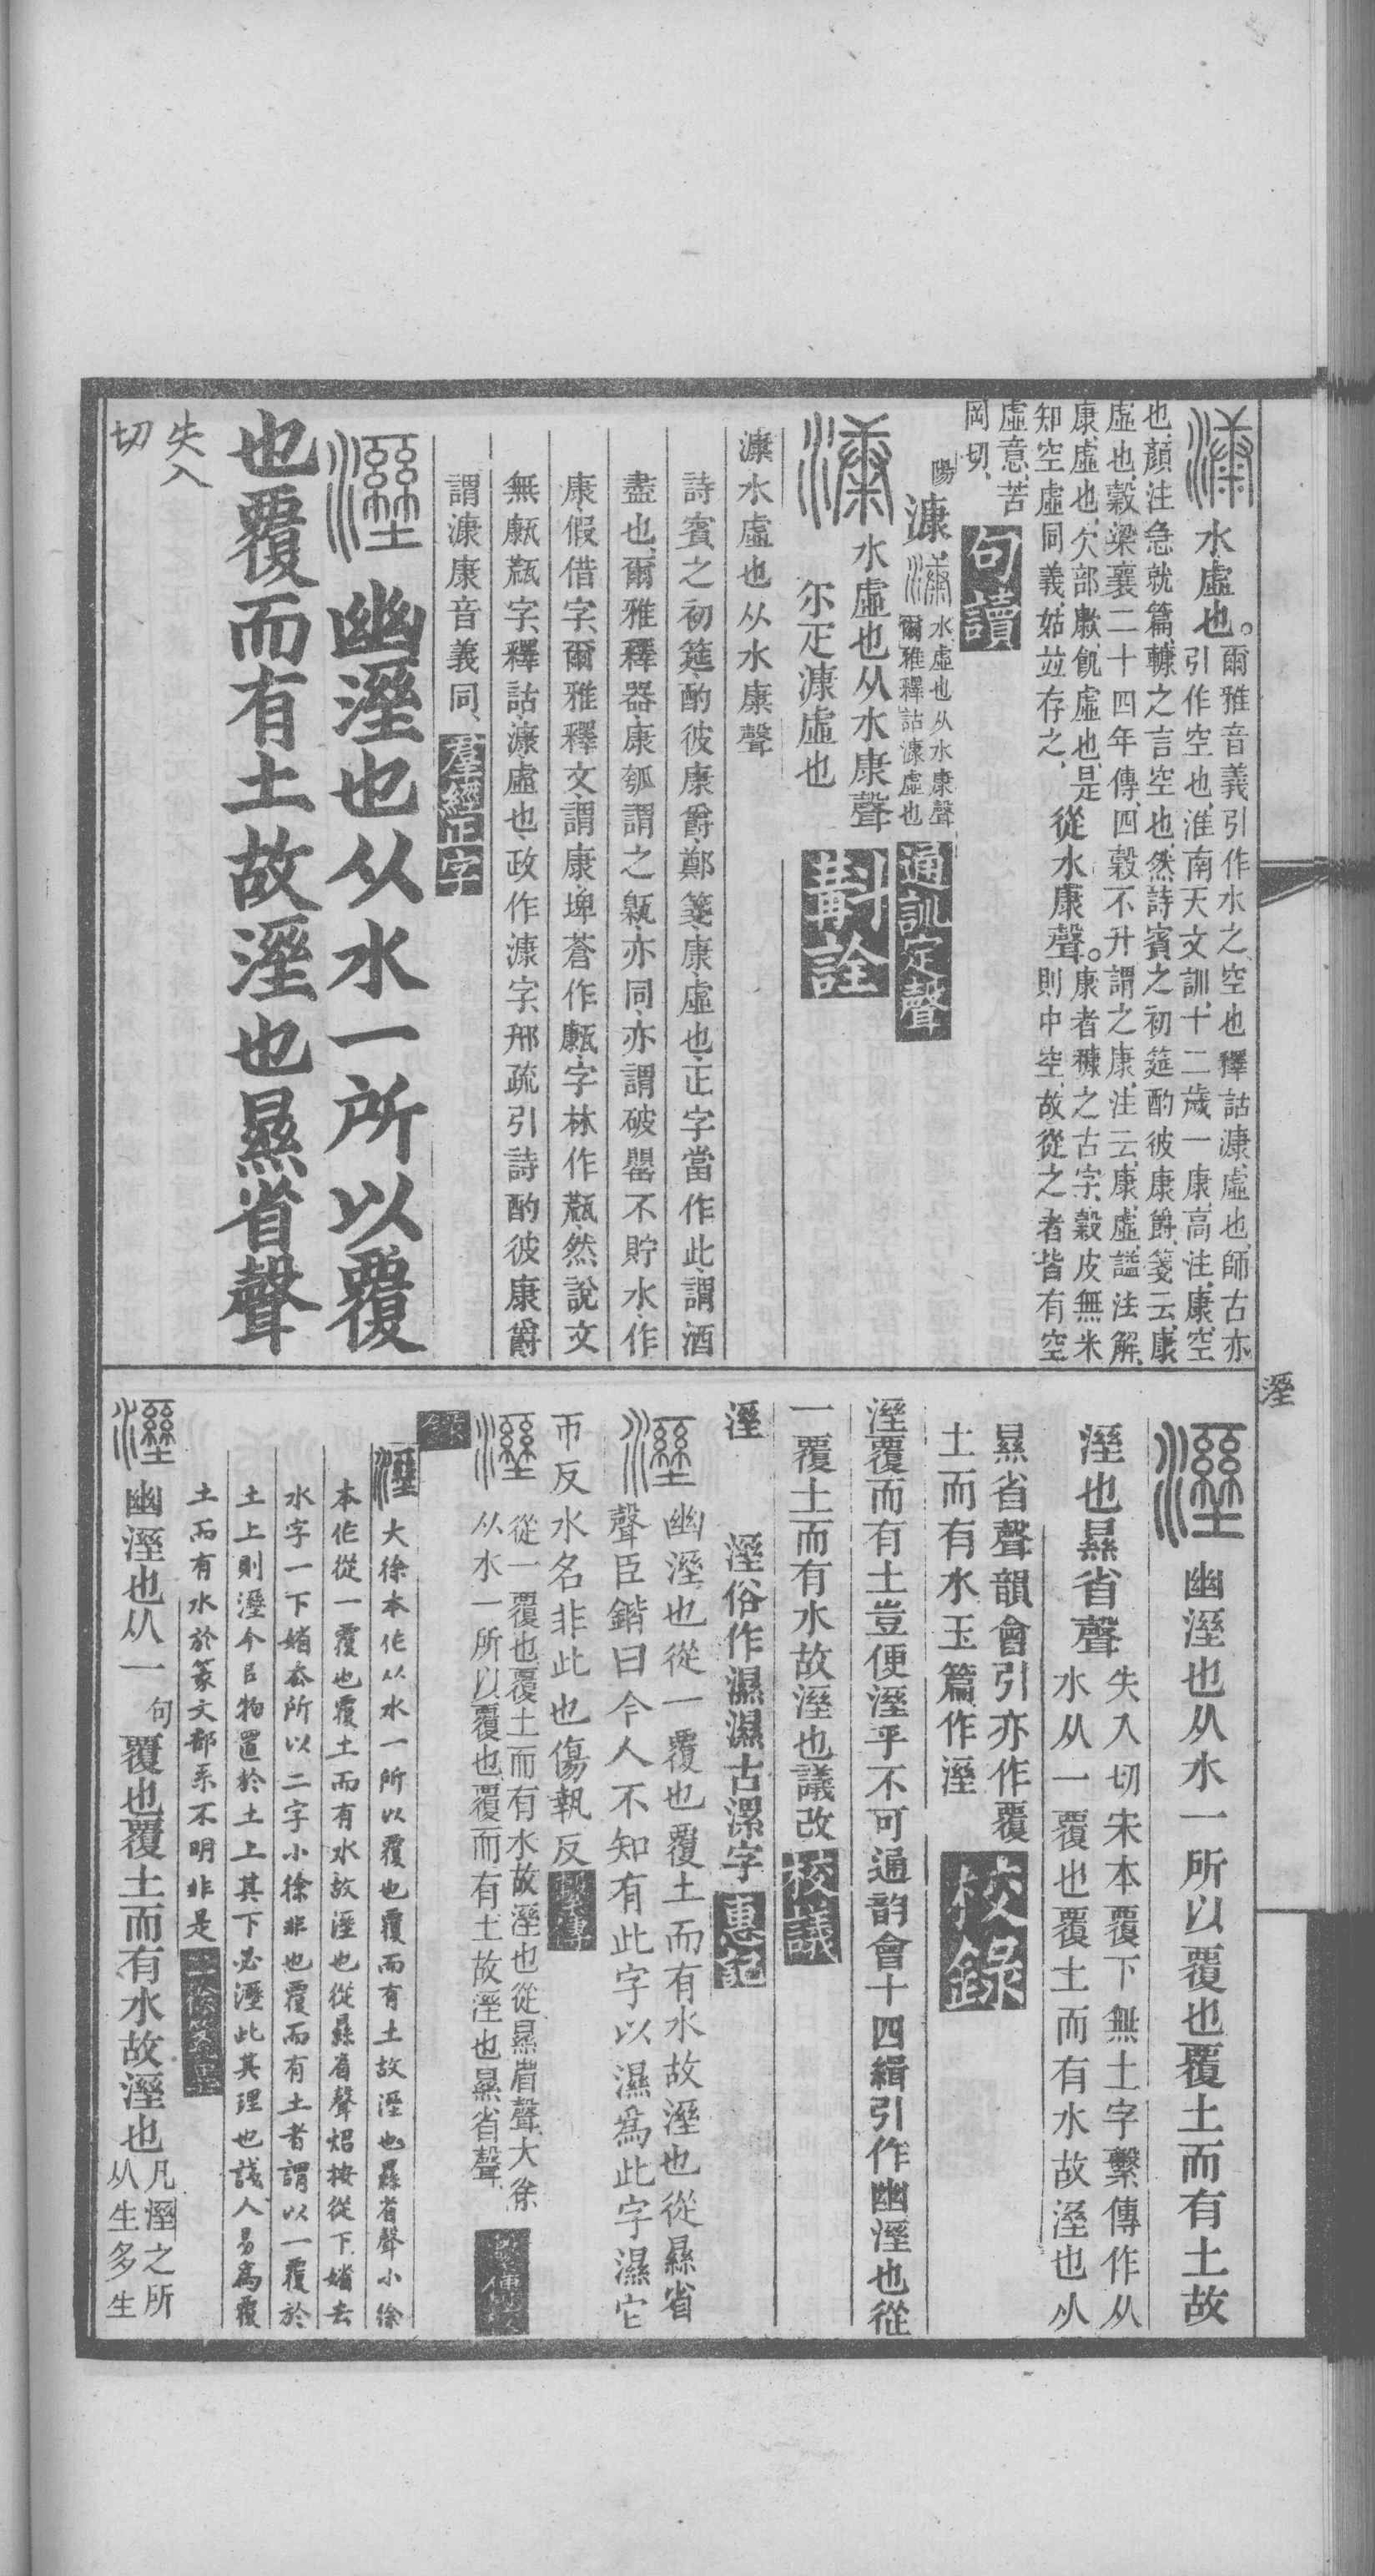 漮水虛也。爾雅音義引作水之空也釋詁漮虛也師古亦
引作空也淮南天文訓十二歲一康高注康空
也顏注急就篇轅之言空也然詩賓之初筵酌彼康爵箋云康
虛也穀梁襄二十四年傳四穀不升謂之康注云康虛謚法解
康虛也欠部歉飢虛也是
知空虛同義姑竝存之從水康聲。康者穅之古字穀皮無米
則中空故從之者皆有空
虛意苦
岡切句讀
陽漮水虛也从水康聲
爾雅釋詁漮虛也通訓定聲
水虛也从水康聲
尒疋漮虛也斠詮
漮水虛也从水康聲
詩賓之初筵酌彼康爵鄭箋康虛也正字當作此謂酒
盡也爾雅釋器康瓠謂之甈亦同亦謂破罌不貯水作
康假借字爾雅釋文謂康埤蒼作甗字林作㼹然說文
無㼹字釋詁漮虛也政作漮字邢疏引詩酌彼康爵
謂漮康音義同羣經正字
溼幽溼也从水一所以覆
也覆而有土故溼也㬎省聲
失入
切
溼
溼幽溼也从水一所以覆也覆土而有土故
溼也㬎省聲失入切宋本覆下無土字繫傳作从
水从一覆也覆土而有水故溼也从
㬎省聲韻會引亦作覆
土而有水玉篇作溼校錄
溼覆而有土豈便溼乎不可通韵會十四緝引作幽溼也從
一覆土而有水故溼也議改校議
溼 溼俗作濕濕古漯字惠記
幽溼也從一覆也覆土而有水故溼也從㬎省
聲臣鍇曰今人不知有此字以濕爲此字濕它
帀反水名非此也傷執反繫傳
從一覆也覆土而有水故溼也從㬎省聲大徐
从水一所以覆也覆而有土故溼也㬎省聲繫傳校
錄
溼大徐本作从水一所以覆也覆而有土故溼也㬎省聲小徐
本作從一覆也覆土而有水故溼也從㬎省聲炤按從下媘去
水字一下媘去所以二字小徐非也覆而有土者謂以一覆於
土上則溼今召物置於土上其下必溼此其理也淺人易爲覆
土而有水於篆文部系不明非是二徐箋異
幽溼也从一句覆也覆土而有水故溼也凡溼之所
从生多生